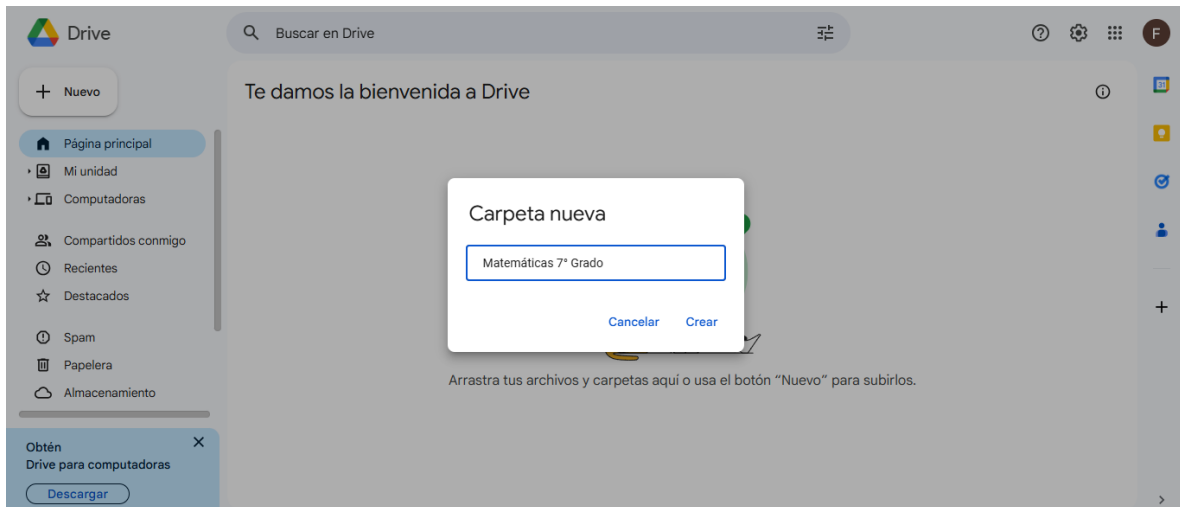 Drive
Buscar en Drive
F
Nuevo
Te damos la bienvenida a Drive
31
Página principal
Mi unidad
Computadoras
Carpeta nueva
Compartidos conmigo
Matemáticas 7° Grado
Recientes
Destacados
Cancelar Crear
Spam
Papelera
Arrastra tus archivos y carpetas aquí o usa el botón “Nuevo” para subirlos.
Almacenamiento
Obtén
Drive para computadoras
Descargar